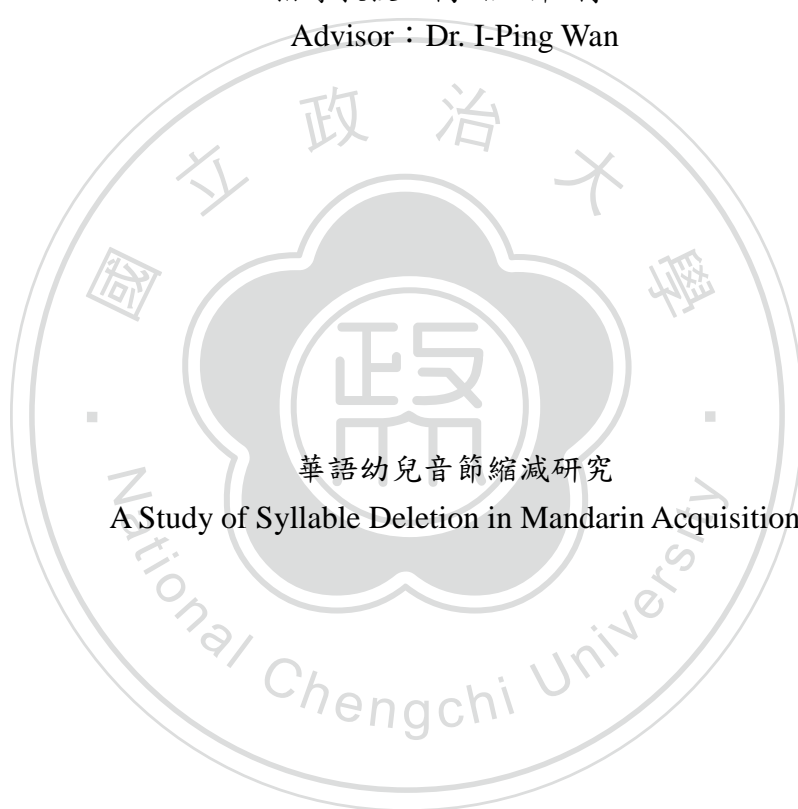 Advisor：Dr. I-Ping Wan
國立政治大學
華語幼兒音節縮減研究
A Study of Syllable Deletion in Mandarin Acquisition
National Chengchi University